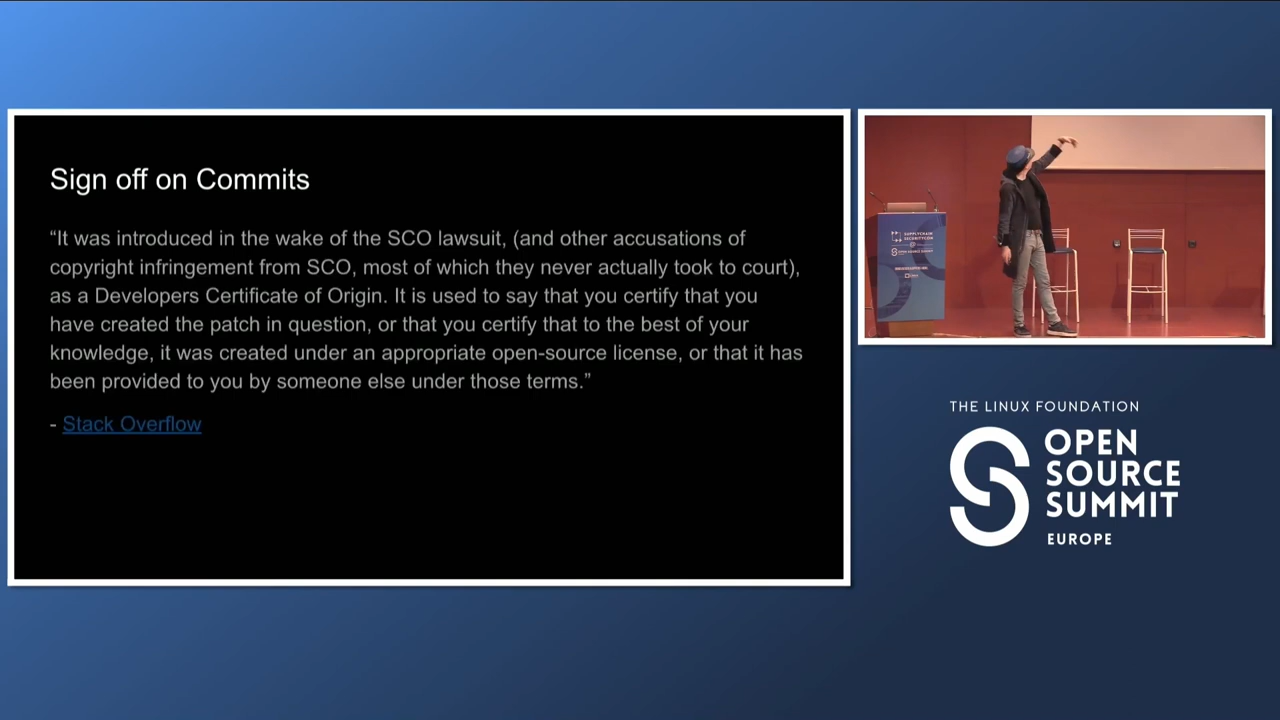 Sign off on Commits
“It was introduced in the wake of the SCO lawsuit, (and other accusations of
copyright infringement from SCO, most of which they never actually took to court),
as a Developers Certificate of Origin. It is used to say that you certify that you
have created the patch in question, or that you certify that to the best of your
knowledge, it was created under an appropriate open-source license, or that it has
been provided to you by someone else under those terms.”
- Stack Overflow
SUPPLYCHAIN
SECURITYCON
OPEN SOURCE SUMMIT
THE LINUX FOUNDATION
OPEN
SOURCE
SUMMIT
EUROPE